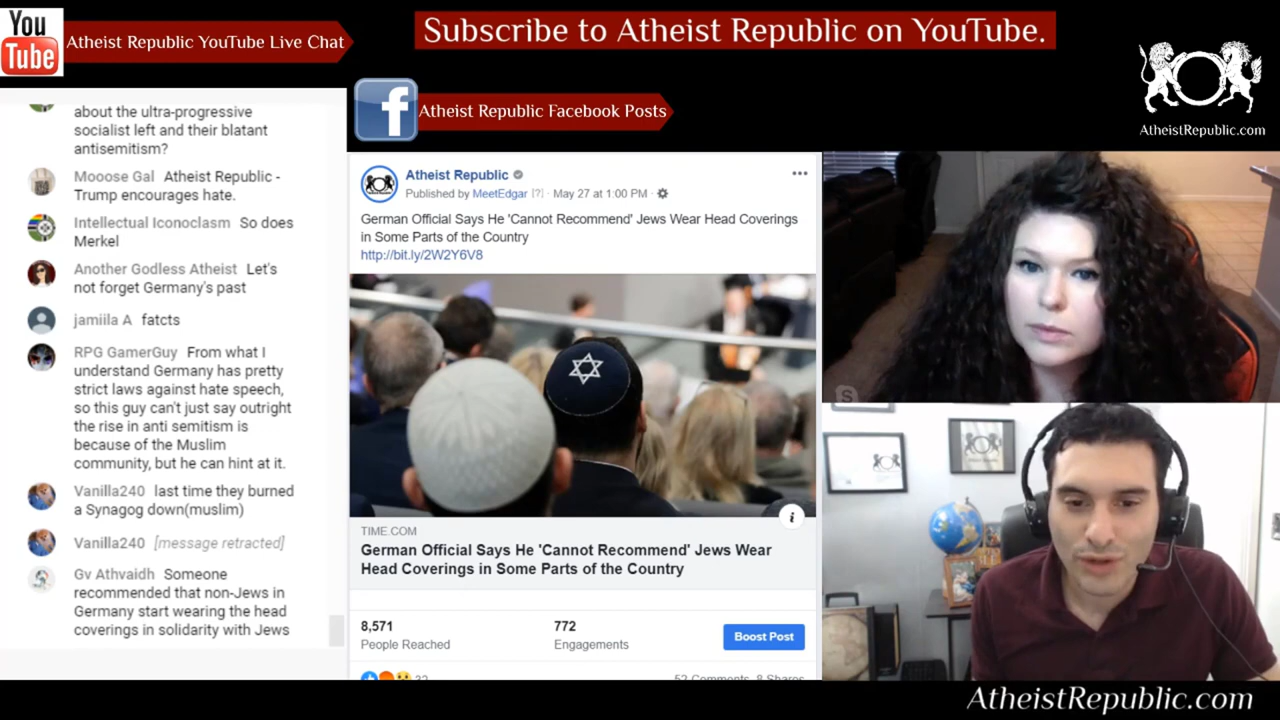 You
Tube
Atheist Republic YouTube Live Chat
Subscribe to Atheist Republic on YouTube.
AtheistRepublic.com
f
Atheist Republic Facebook Posts
about the ultra-progressive
socialist left and their blatant
antisemitism?
Mooose Gal Atheist Republic -
Trump encourages hate.
Intellectual Iconoclasm So does
Merkel
Another Godless Atheist Let's
not forget Germany's past
jamiila A fatcts
RPG GamerGuy From what I
understand Germany has pretty
strict laws against hate speech,
so this guy can't just say outright
the rise in anti semitism is
because of the Muslim
community, but he can hint at it.
Vanilla240 last time they burned
a Synagog down(muslim)
Vanilla240 [message retracted]
Gv Athvaidh Someone
recommended that non-Jews in
Germany start wearing the head
coverings in solidarity with Jews
Atheist Republic
Published by MeetEdgar [?] · May 27 at 1:00 PM ·
German Official Says He 'Cannot Recommend' Jews Wear Head Coverings
in Some Parts of the Country
http://bit.ly/2W2Y6V8
i
TIME.COM
German Official Says He 'Cannot Recommend' Jews Wear
Head Coverings in Some Parts of the Country
8,571
People Reached
772
Engagements
Boost Post
32
52 Comments 8 Shares
S
AtheistRepublic.com